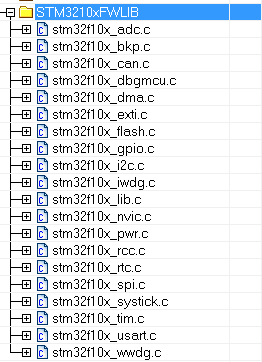 STM3210xFWLIB
stm32f10x_adc.c
stm32f10x_bkp.c
stm32f10x_can.c
stm32f10x_dbgmcu.c
stm32f10x_dma.c
stm32f10x_exti.c
stm32f10x_flash.c
stm32f10x_gpio.c
stm32f10x_i2c.c
stm32f10x_iwdg.c
stm32f10x_lib.c
stm32f10x_nvic.c
stm32f10x_pwr.c
stm32f10x_rcc.c
stm32f10x_rtc.c
stm32f10x_spi.c
stm32f10x_systick.c
stm32f10x_tim.c
stm32f10x_usart.c
stm32f10x_wwdg.c